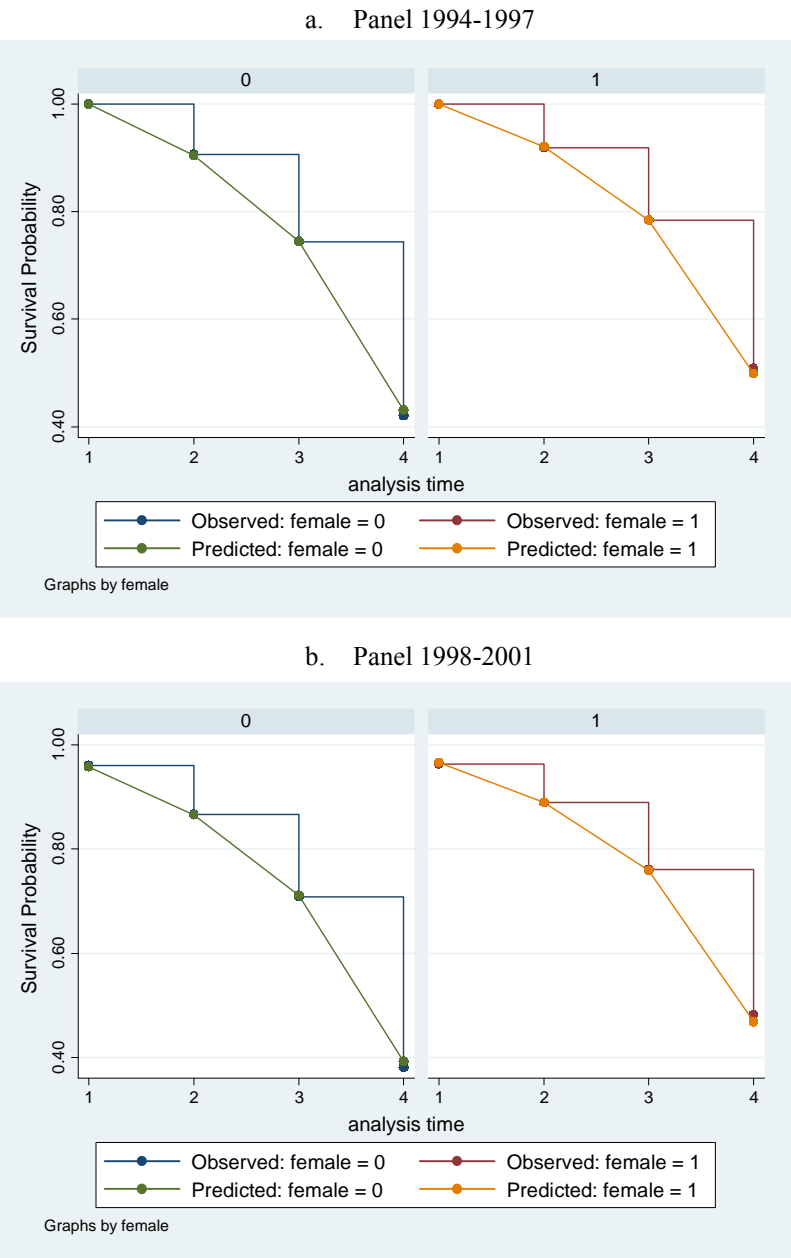 a. Panel 1994-1997
0 1
1.00
0.80
0.60
0.40
Survival Probability
1 2 3 4 1 2 3 4
analysis time
Observed: female = 0 Observed: female = 1
Predicted: female = 0 Predicted: female = 1
Graphs by female
b. Panel 1998-2001
0 1
1.00
0.80
0.60
0.40
Survival Probability
1 2 3 4 1 2 3 4
analysis time
Observed: female = 0 Observed: female = 1
Predicted: female = 0 Predicted: female = 1
Graphs by female